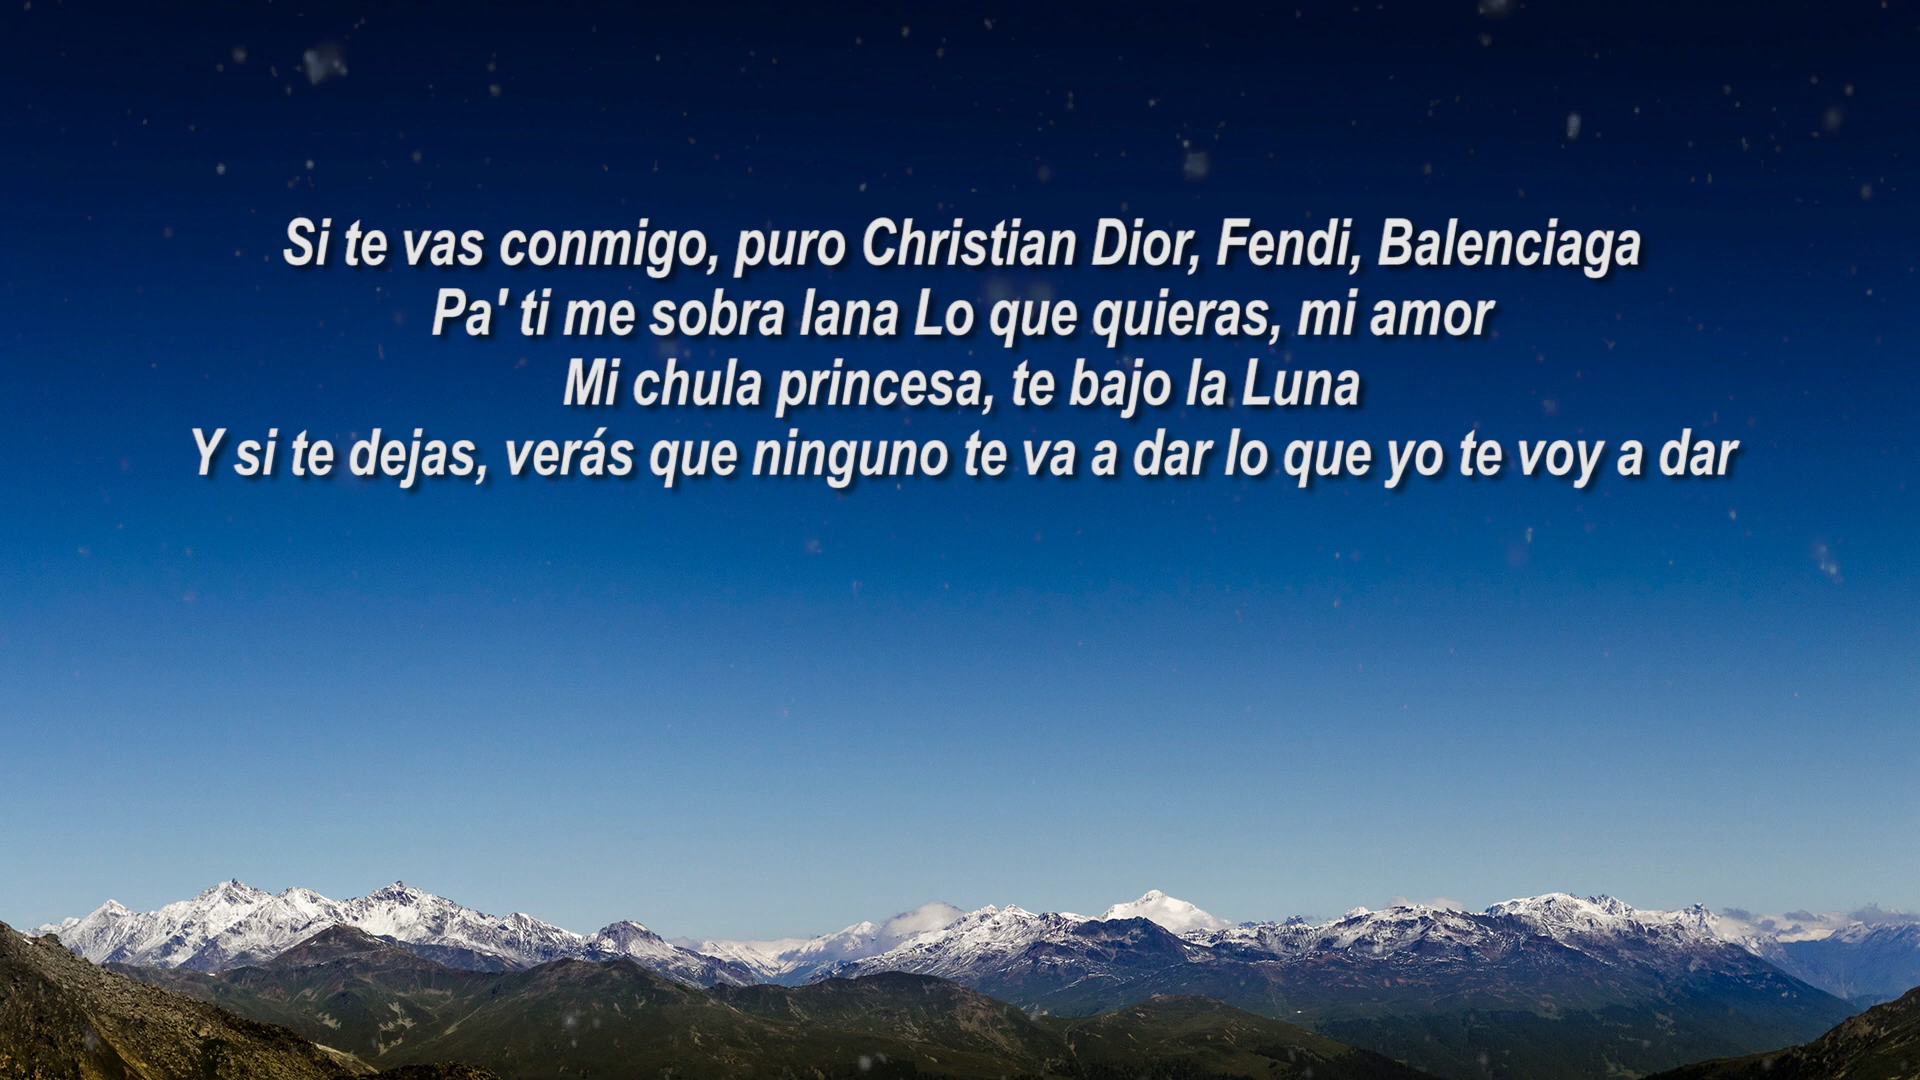 Si te vas conmigo, puro Christian Dior, Fendi, Balenciaga
Pa' ti me sobra lana Lo que quieras, mi amor
Mi chula princesa, te bajo la Luna
Y si te dejas, verás que ninguno te va a dar lo que yo te voy a dar